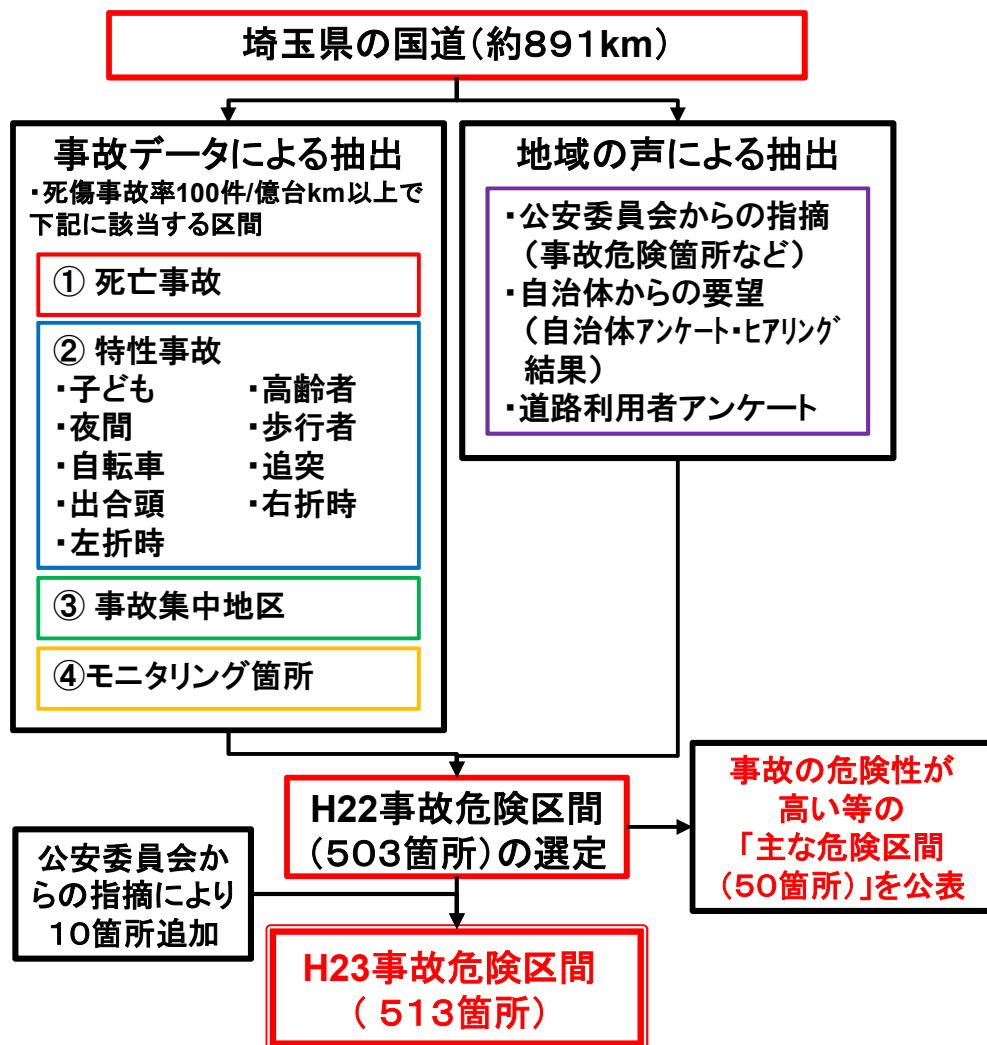 埼玉県の国道（約８９１km）
事故データによる抽出
・死傷事故率100件/億台km以上で
下記に該当する区間
① 死亡事故
② 特性事故
・子ども ・高齢者
・夜間 ・歩行者
・自転車 ・追突
・出合頭 ・右折時
・左折時
③ 事故集中地区
④モニタリング箇所
地域の声による抽出
・公安委員会からの指摘
（事故危険箇所など）
・自治体からの要望
（自治体アンケート・ヒアリング
結果）
・道路利用者アンケート
H22事故危険区間
（５０３箇所）の選定
事故の危険性が
高い等の
「主な危険区間
（５０箇所）」を公表
公安委員会か
らの指摘により
１０箇所追加
H23事故危険区間
（ ５１３箇所）